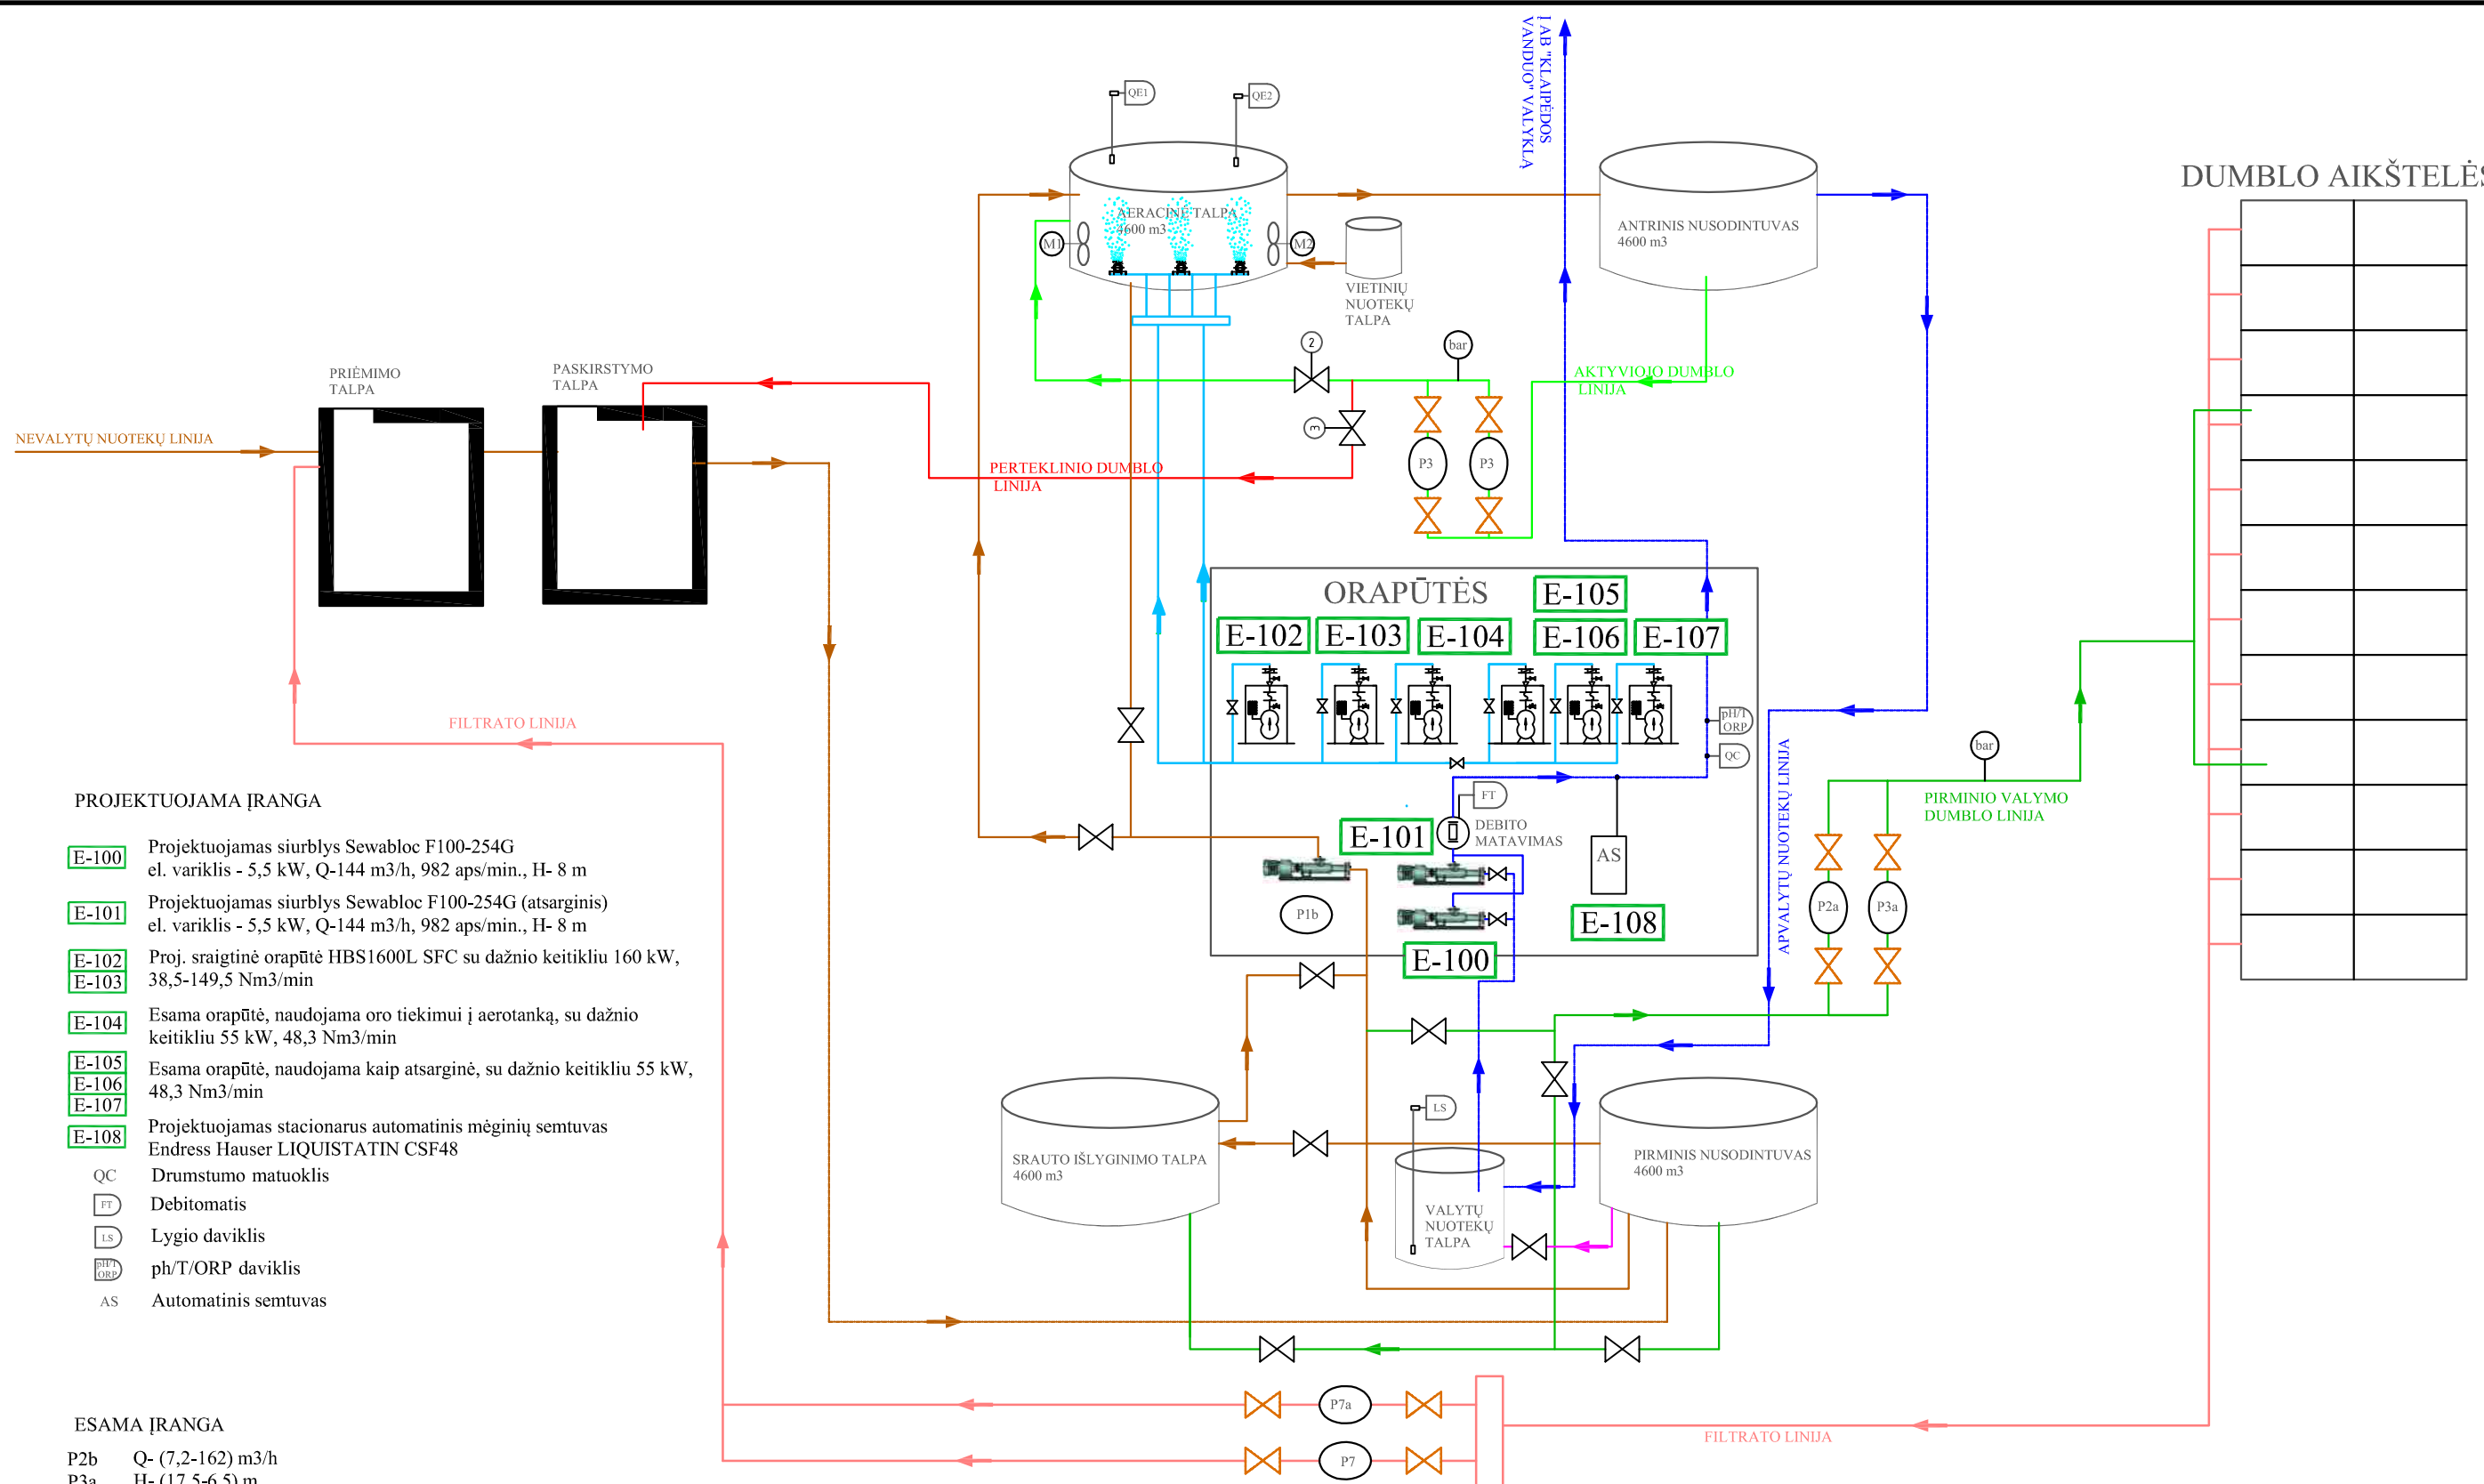 Į AB "KLAIPĖDOS
VANDUO" VALYKLĄ
QE1
QE2
DUMBLO AIKŠTELĖS
AERACINĖ TALPA
4600 m3
M1
M2
ANTRINIS NUSODINTUVAS
4600 m3
VIETINIŲ
NUOTEKŲ
TALPA
2
bar
PRIĖMIMO
TALPA
PASKIRSTYMO
TALPA
AKTYVIOJO DUMBLO
LINIJA
3
NEVALYTŲ NUOTEKŲ LINIJA
PERTEKLINIO DUMBLO
LINIJA
P3
P3
ORAPŪTĖS
E-105
E-102
E-103
E-104
E-106
E-107
FILTRATO LINIJA
pH/T
ORP
QC
bar
APVALYTŲ NUOTEKŲ LINIJA
PIRMINIO VALYMO
DUMBLO LINIJA
FT
E-101
DEBITO
MATAVIMAS
AS
P1b
E-108
P2a
P3a
E-100
PROJEKTUOJAMA ĮRANGA
E-100
Projektuojamas siurblys Sewabloc F100-254G
el. variklis - 5,5 kW, Q-144 m3/h, 982 aps/min., H- 8 m
E-101
Projektuojamas siurblys Sewabloc F100-254G (atsarginis)
el. variklis - 5,5 kW, Q-144 m3/h, 982 aps/min., H- 8 m
E-102
E-103
Proj. sraigtinė orapūtė HBS1600L SFC su dažnio keitikliu 160 kW,
38,5-149,5 Nm3/min
E-104
Esama orapūtė, naudojama oro tiekimui į aerotanką, su dažnio
keitikliu 55 kW, 48,3 Nm3/min
E-105
E-106
E-107
Esama orapūtė, naudojama kaip atsarginė, su dažnio keitikliu 55 kW,
48,3 Nm3/min
E-108
Projektuojamas stacionarus automatinis mėginių semtuvas
Endress Hauser LIQUISTATIN CSF48
QC Drumstumo matuoklis
FT Debitomatis
LS Lygio daviklis
pH/T
ORP
ph/T/ORP daviklis
AS Automatinis semtuvas
LS
SRAUTO IŠLYGINIMO TALPA
4600 m3
PIRMINIS NUSODINTUVAS
4600 m3
VALYTŲ
NUOTEKŲ
TALPA
P7a
P7
FILTRATO LINIJA
ESAMA ĮRANGA
P2b Q- (7,2-162) m3/h
P3a H- (17,5-6,5) m